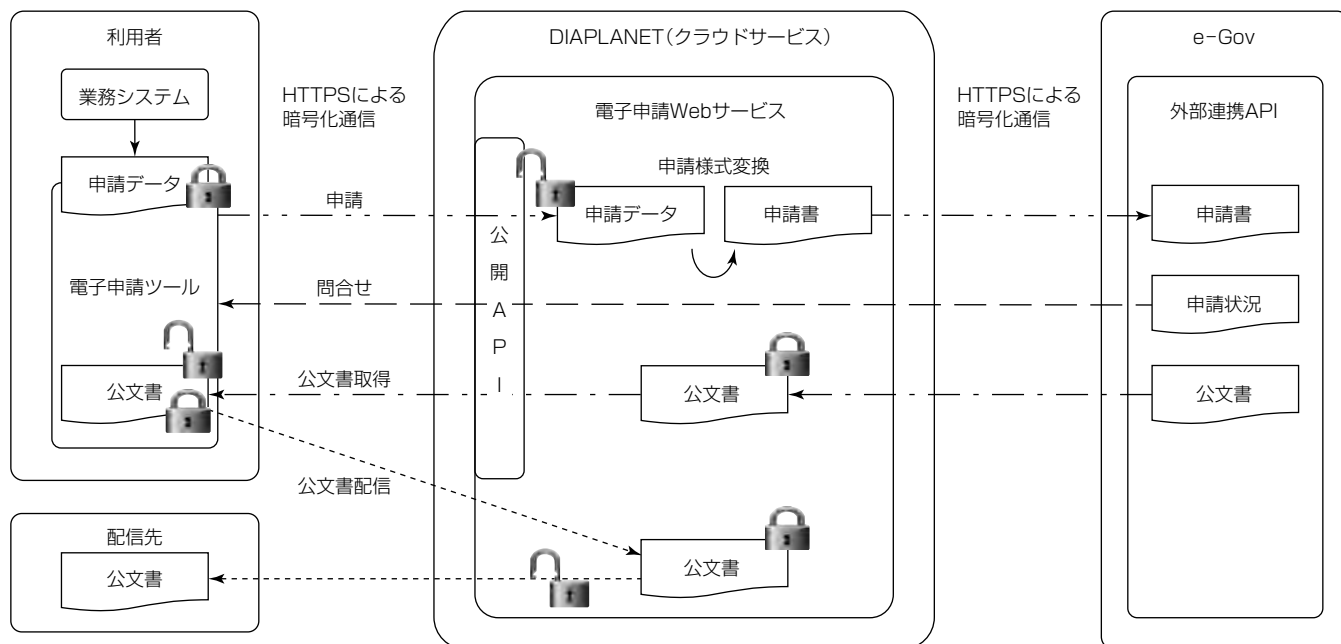 利用者
業務システム
申請データ
電子申請ツール
公文書
HTTPSによる
暗号化通信
申請
問合せ
公文書取得
公文書配信
配信先
公文書
DIAPLANET(クラウドサービス)
電子申請Webサービス
公開API
申請様式変換
申請データ
申請書
公文書
公文書
HTTPSによる
暗号化通信
e-Gov
外部連携API
申請書
申請状況
公文書